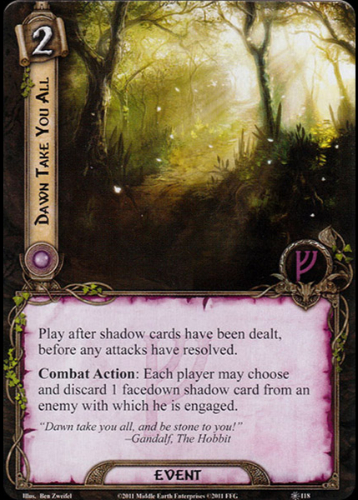 2
DAWN TAKE YOU ALL
Play after shadow cards have been dealt,
before any attacks have resolved.
Combat Action: Each player may choose
and discard 1 facedown shadow card from an
enemy with which he is engaged.
"Dawn take you all, and be stone to you!"
–Gandalf, The Hobbit
EVENT
Illus. Ben Zweifel
©2011 Middle Earth Enterprises ©2011 FFG
118